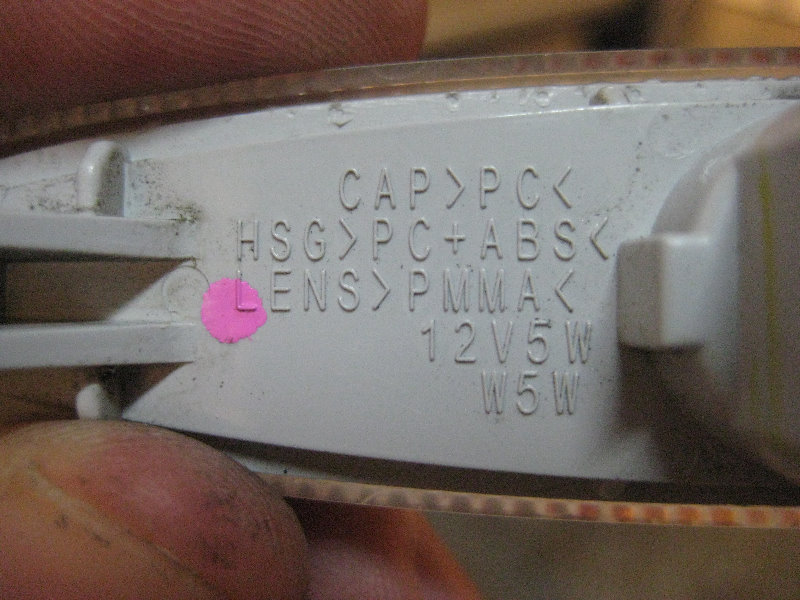 CAP>PC<
HSG>PC+ABS<
LENS>PMMA<
12V5W
W5W